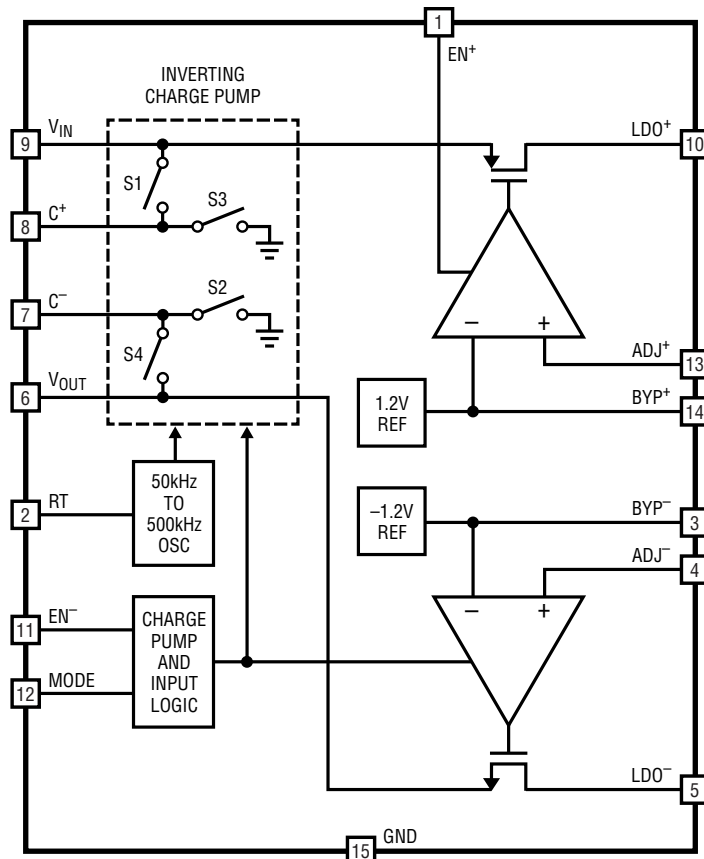 1
EN+
INVERTING
CHARGE PUMP
9
VIN
LDO+
10
S1
S3
8
C+
7
C–
S2
S4
– +
ADJ+
13
6
VOUT
1.2V
REF
BYP+
14
50kHz
TO
500kHz
OSC
2
RT
–1.2V
REF
BYP–
3
ADJ–
4
11
EN–
12
MODE
CHARGE
PUMP
AND
INPUT
LOGIC
– +
LDO–
5
GND
15